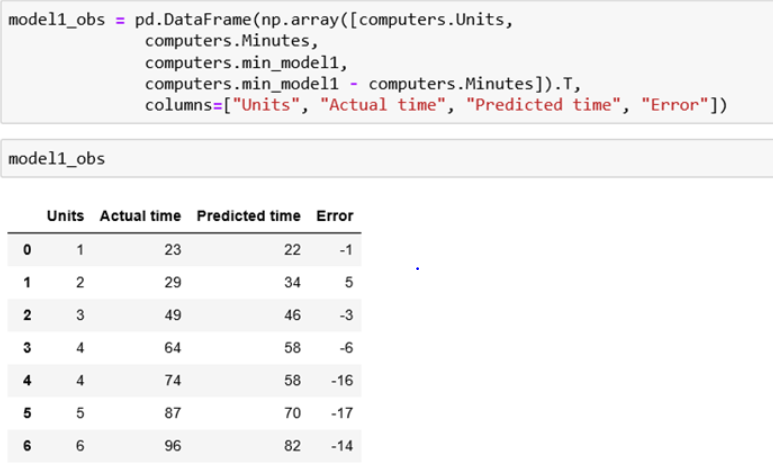 model1_obs = pd.DataFrame(np.array([computers.Units,
computers.Minutes,
computers.min_model1,
computers.min_model1 - computers.Minutes]).T,
columns=["Units", "Actual time", "Predicted time", "Error"])
model1_obs
Units Actual time Predicted time Error
0 1 23 22 -1
1 2 29 34 5
2 3 49 46 -3
3 4 64 58 -6
4 4 74 58 -16
5 5 87 70 -17
6 6 96 82 -14